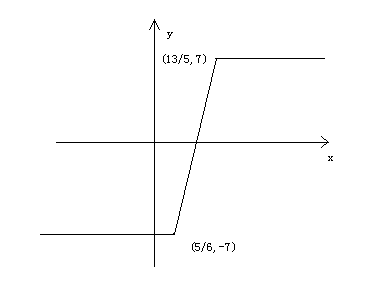 y
(13/5,7)
x
(5/6,-7)